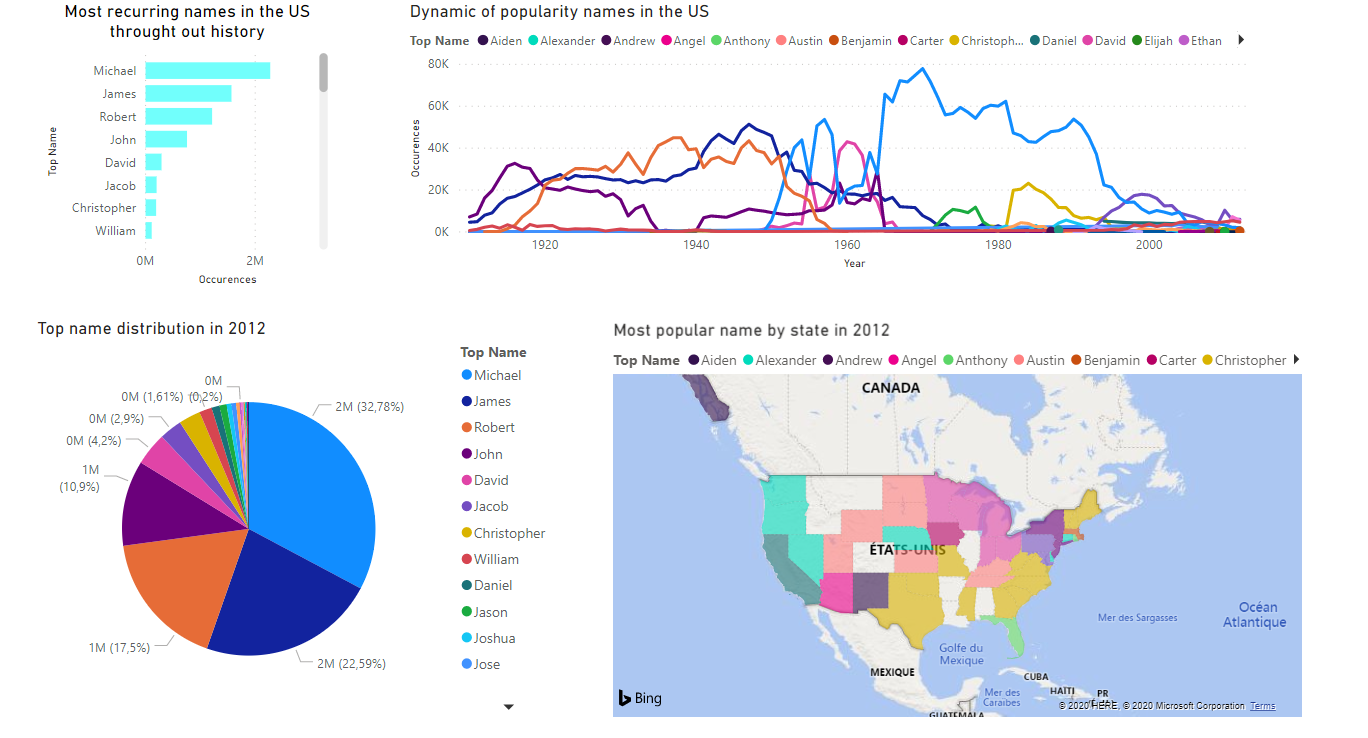 Most recurring names in the US
throught out history
Top Name
Michael
James
Robert
John
David
Jacob
Christopher
William
0M 2M
Occurences
Dynamic of popularity names in the US
Top Name Aiden Alexander Andrew Angel Anthony Austin Benjamin Carter Christoph... Daniel David Elijah Ethan
Occurences
80K
60K
40K
20K
0K
1920 1940 1960 1980 2000
Year
Top name distribution in 2012
0M
0M (1,61%) (0,2%)
0M (2,9%)
0M (4,2%)
1M
(10,9%)
1M (17,5%)
2M (22,59%)
2M (32,78%)
Top Name
Michael
James
Robert
John
David
Jacob
Christopher
William
Daniel
Jason
Joshua
Jose
Most popular name by state in 2012
Top Name Aiden Alexander Andrew Angel Anthony Austin Benjamin Carter Christopher
CANADA
ÉTATS-UNIS
Océan
Atlantique
Mer des Sargasses
Golfe du
Mexique
MEXIQUE
CUBA
HAÏTI
PR
Mer des
Caraïbes
GUATEMALA
Bing
© 2020 HERE, © 2020 Microsoft Corporation Terms